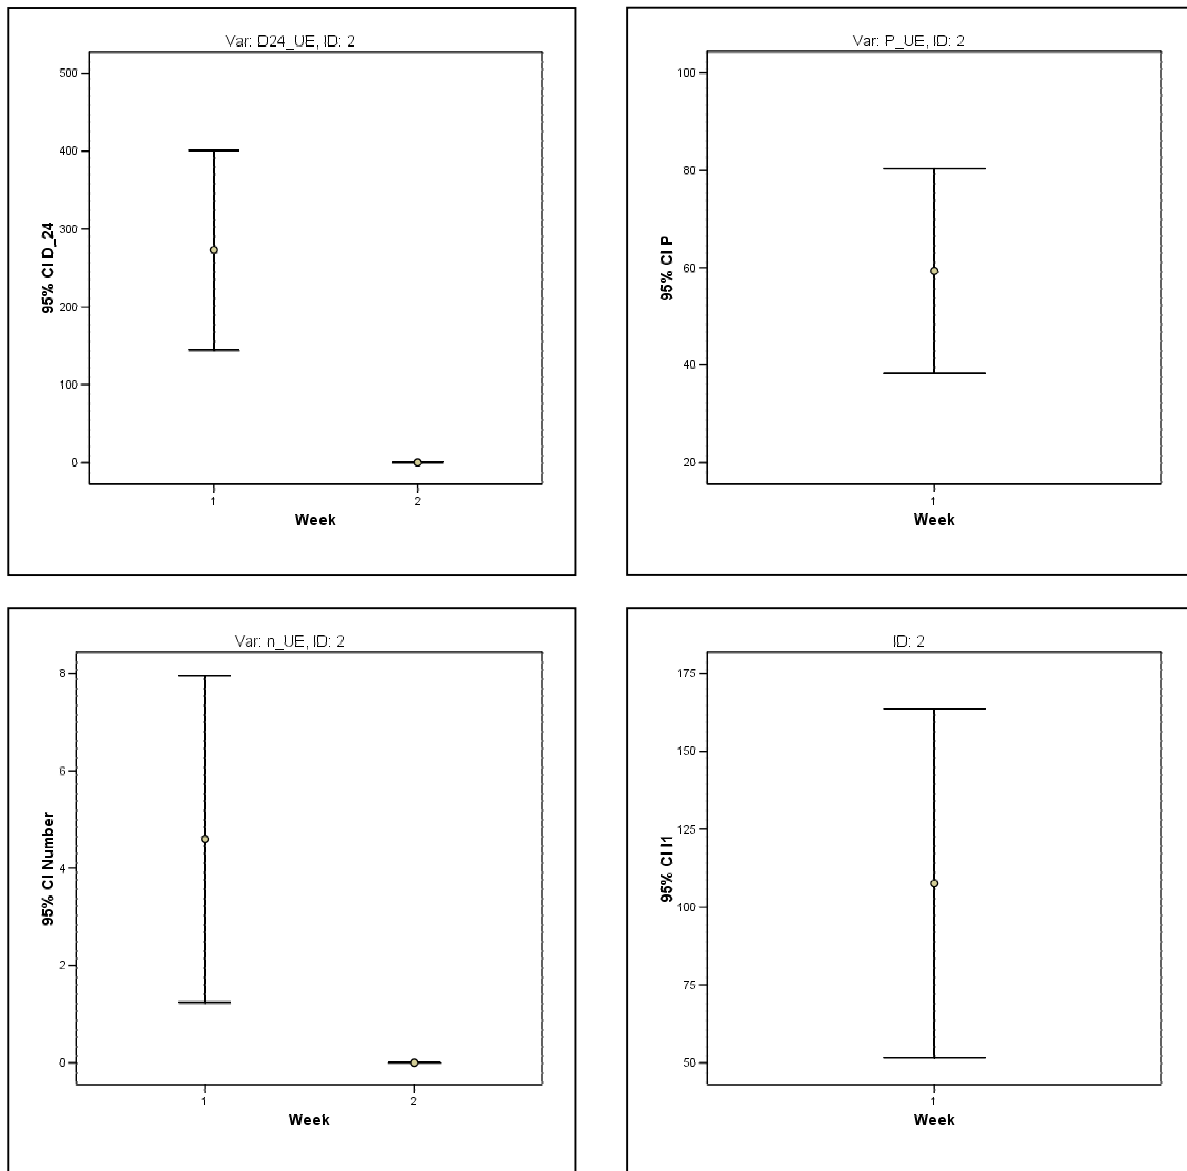 Var: D24_UE, ID: 2
500
400
300
200
100
0
95% CI D_24
1
2
Week
Var: P_UE, ID: 2
100
80
60
40
20
95% CI P
1
Week
Var: n_UE, ID: 2
8
6
4
2
0
95% CI Number
1
2
Week
ID: 2
175
150
125
100
75
50
95% CI I1
1
Week